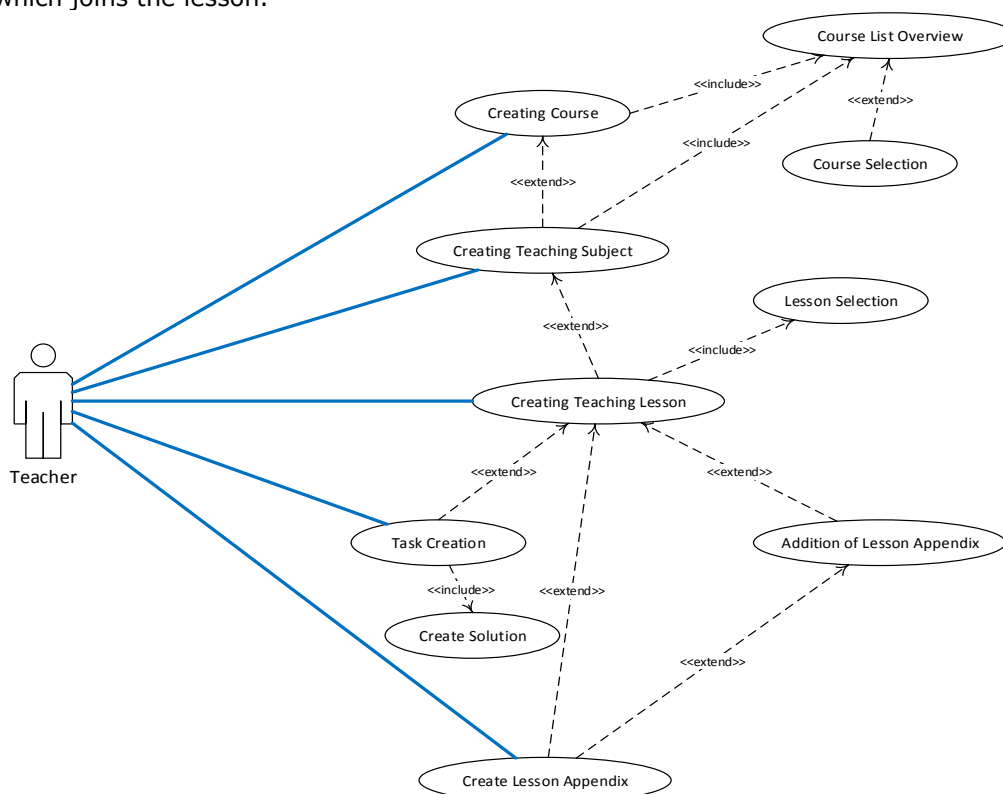 which joins the lesson.
Course List Overview
<<include>>
Creating Course
<<extend>>
<<include>>
Course Selection
<<extend>>
Creating Teaching Subject
Lesson Selection
<<extend>>
<<include>>
Creating Teaching Lesson
Teacher
<<extend>>
<<extend>>
Task Creation
Addition of Lesson Appendix
<<include>>
<<extend>>
Create Solution
<<extend>>
Create Lesson Appendix